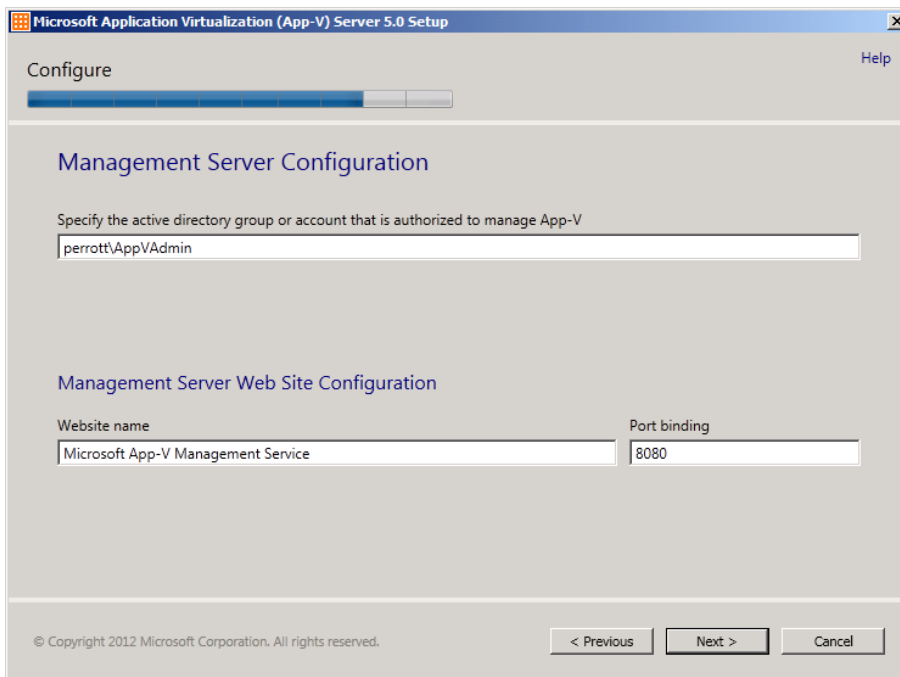 Microsoft Application Virtualization (App-V) Server 5.0 Setup
Help
Configure
Management Server Configuration
Specify the active directory group or account that is authorized to manage App-V
perrott\AppVAdmin
Management Server Web Site Configuration
Website name
Port binding
Microsoft App-V Management Service
8080
© Copyright 2012 Microsoft Corporation. All rights reserved.
< Previous
Next >
Cancel